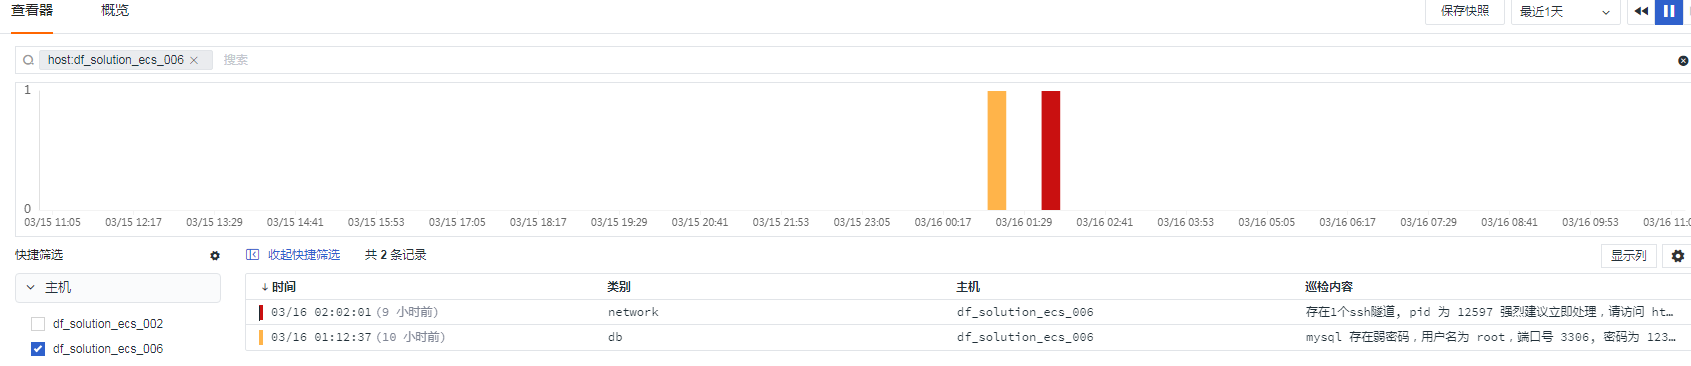 查看器 概览 保存快照 最近1天
host:df_solution_ecs_006 搜索
1
0
03/15 11:05 03/15 12:17 03/15 13:29 03/15 14:41 03/15 15:53 03/15 17:05 03/15 18:17 03/15 19:29 03/15 20:41 03/15 21:53 03/15 23:05 03/16 00:17 03/16 01:29 03/16 02:41 03/16 03:53 03/16 05:05 03/16 06:17 03/16 07:29 03/16 08:41 03/16 09:53 03/16 11:0
快捷筛选 收起快捷筛选 共 2 条记录 显示列
主机
df_solution_ecs_002
df_solution_ecs_006
时间 类别 主机 巡检内容
03/16 02:02:01 (9 小时前) network df_solution_ecs_006 存在1个ssh隧道, pid 为 12597 强烈建议立即处理，请访问 ht…
03/16 01:12:37 (10 小时前) db df_solution_ecs_006 mysql 存在弱密码，用户名为 root，端口号 3306, 密码为 123…